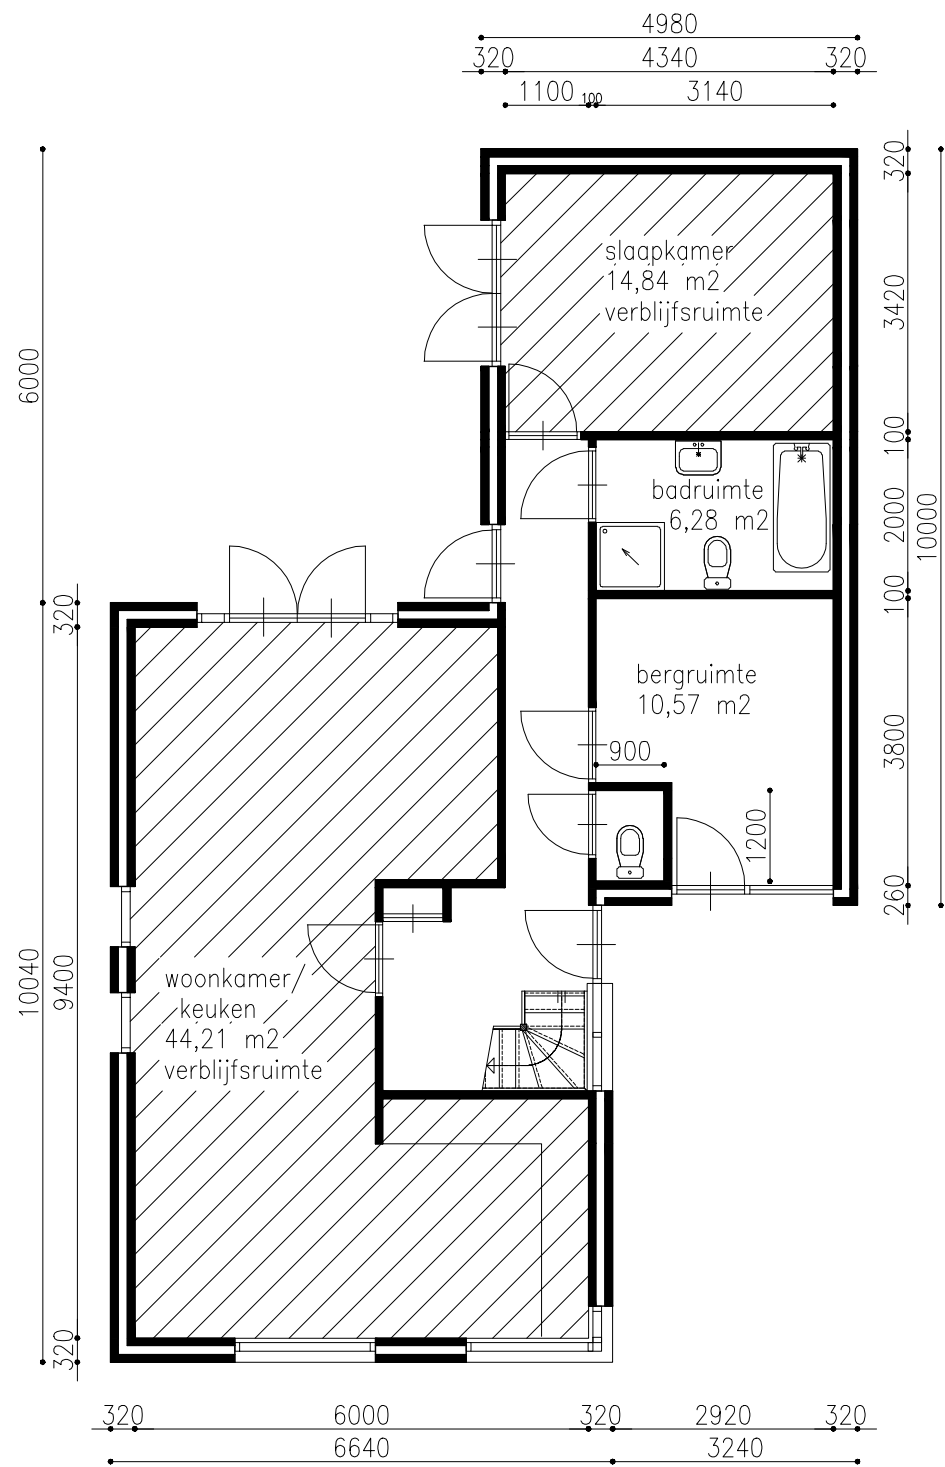 4980
320 4340 320
1100 100 3140
320
slaapkamer
14,84 m2
verblijfsruimte
3420
6000
100
badruimte
6,28 m2
2000
10000
100
320
bergruimte
10,57 m2
3800
900
1200
260
woonkamer/
keuken
44,21 m2
verblijfsruimte
10040
9400
320
320 6000 320 2920 320
6640 3240